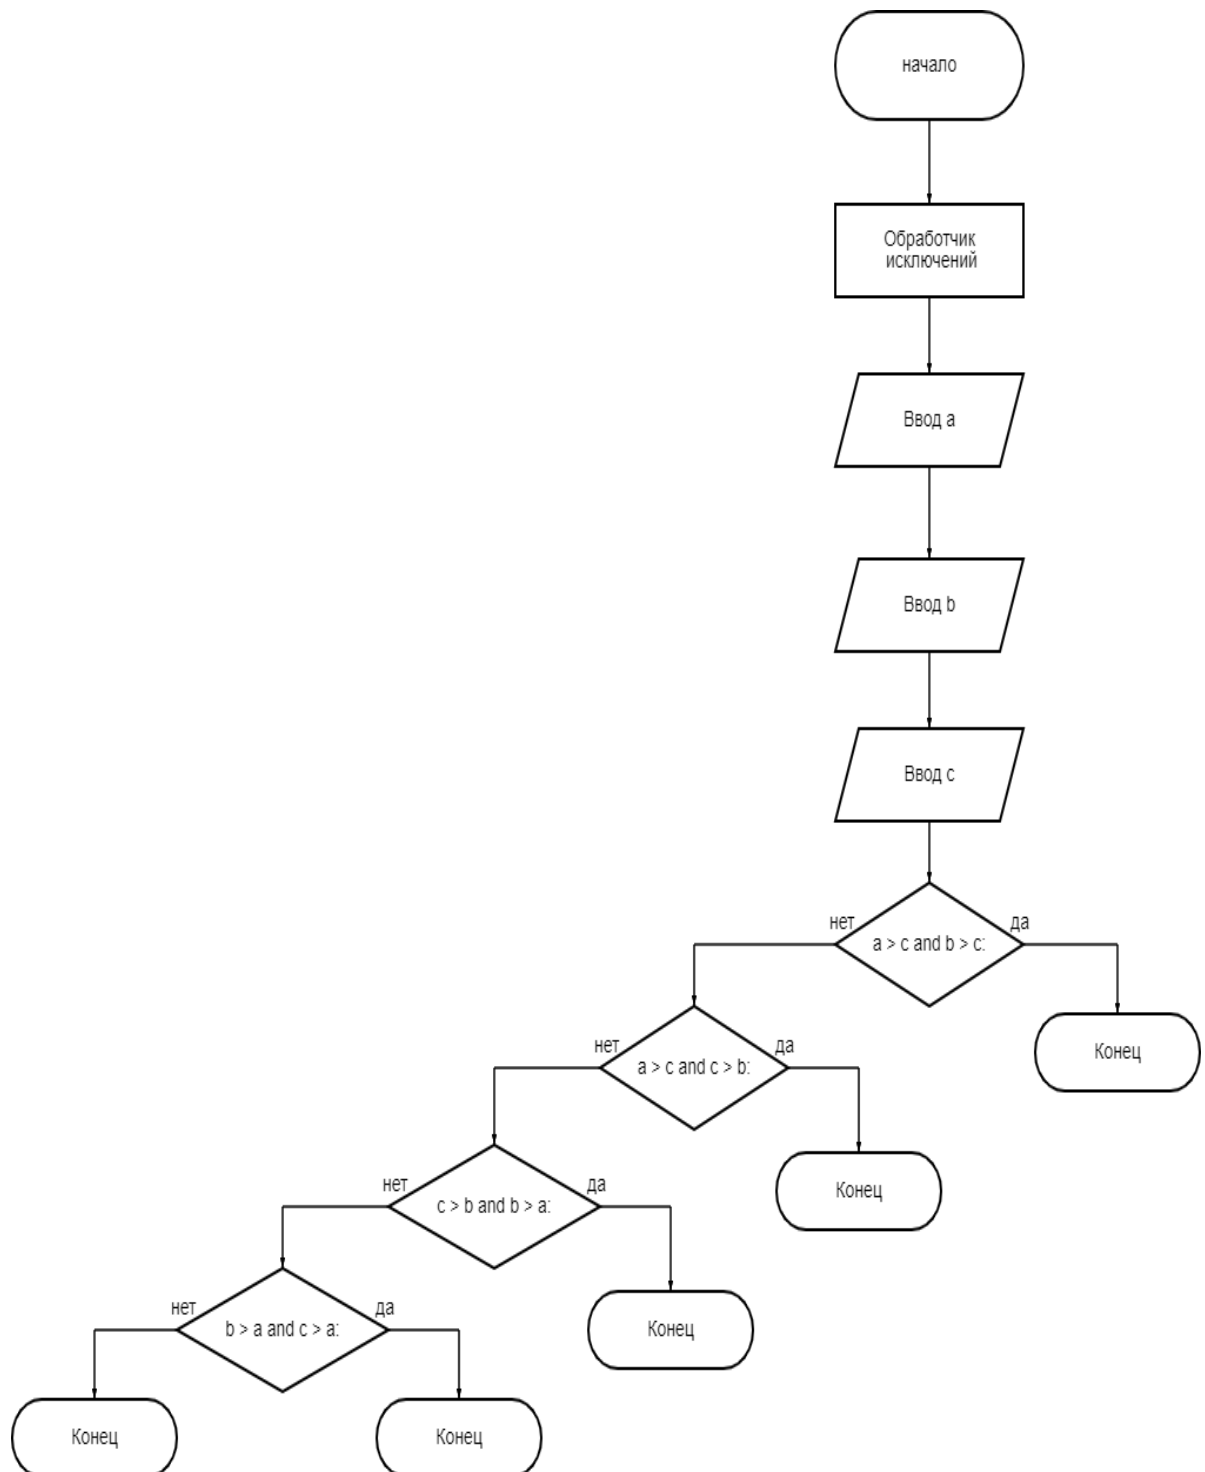 начало
Обработчик
исключений
Ввод a
Ввод b
Ввод c
нет
да
a > c and b > c:
Конец
нет
да
a > c and c > b:
Конец
нет
да
c > b and b > a:
Конец
нет
да
b > a and c > a:
Конец
Конец